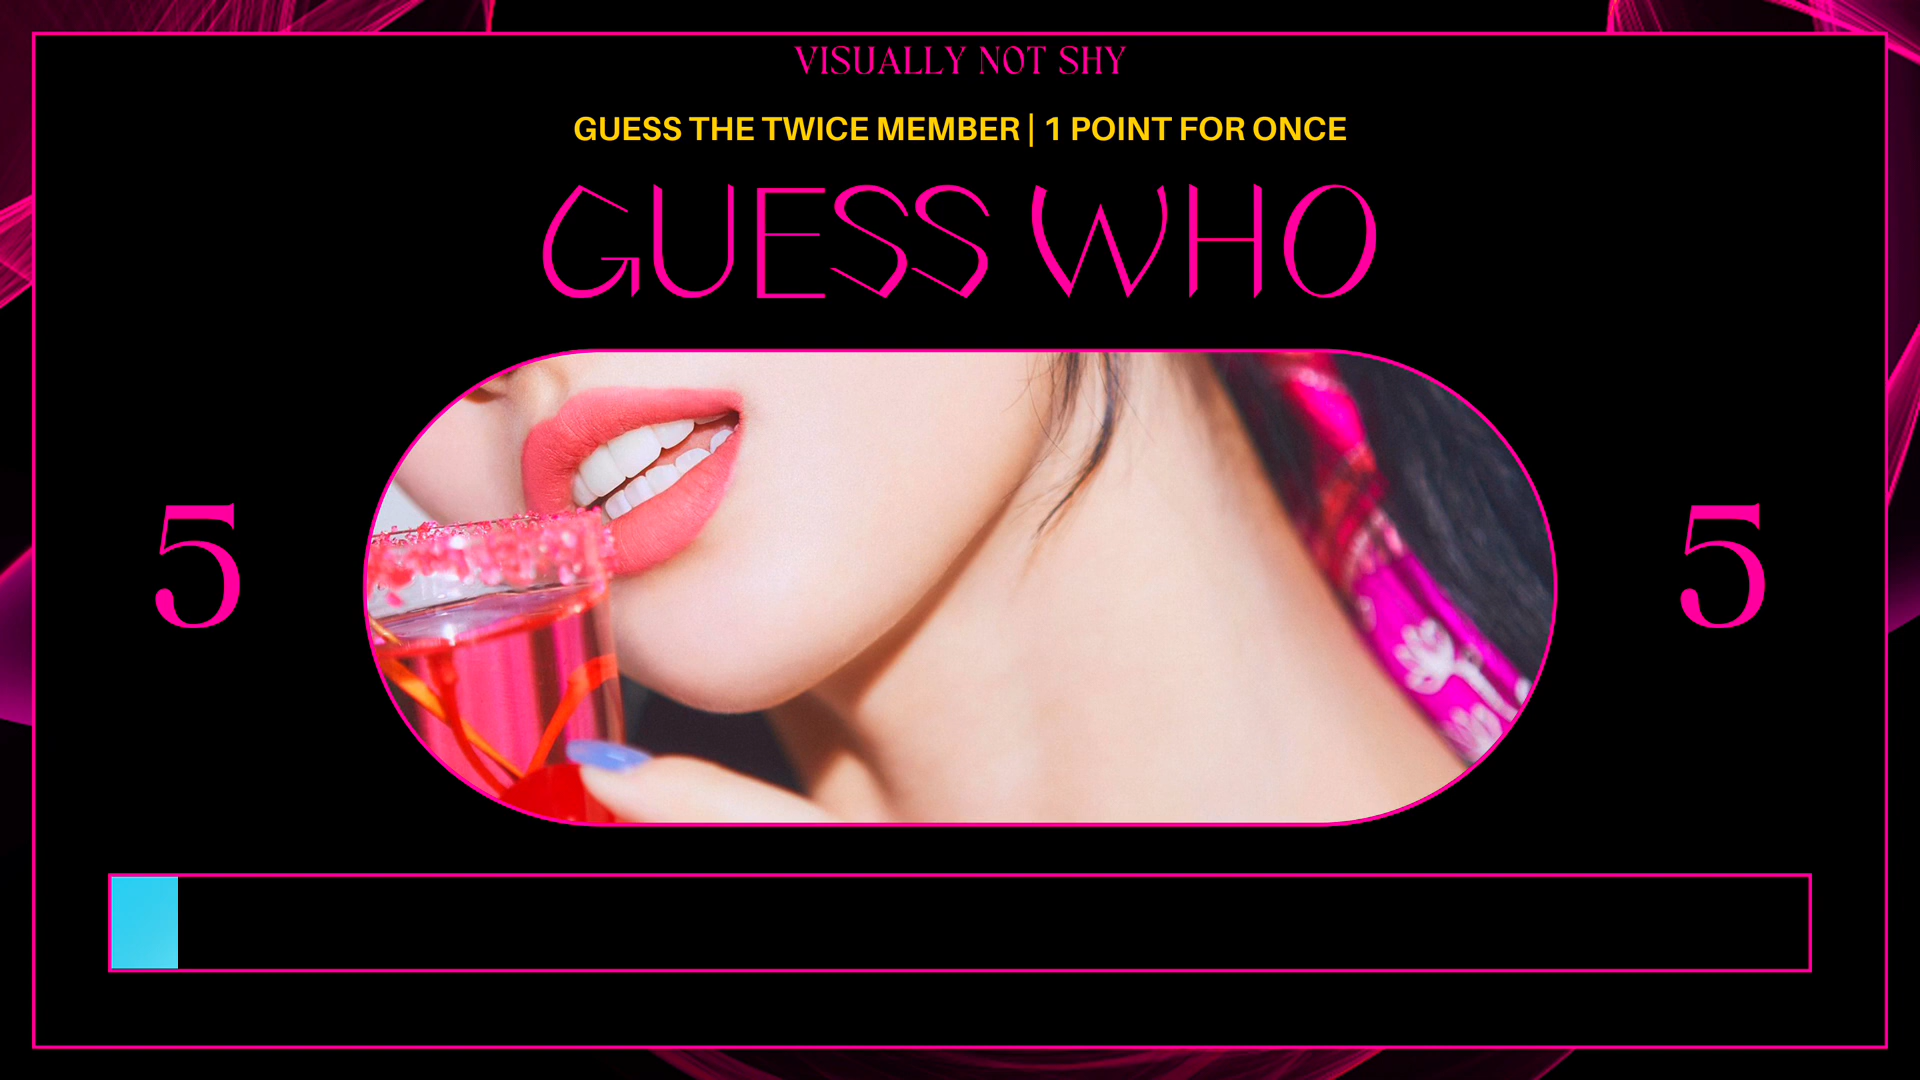 VISUALLY NOT SHY
GUESS THE TWICE MEMBER | 1 POINT FOR ONCE
GUESS WHO
5
5